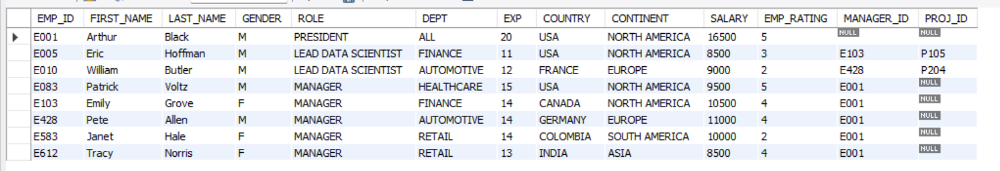 EMP_ID FIRST_NAME LAST_NAME GENDER ROLE DEPT EXP COUNTRY CONTINENT SALARY EMP_RATING MANAGER_ID PROJ_ID
E001 Arthur Black M PRESIDENT ALL 20 USA NORTH AMERICA 16500 5 NULL NULL
E005 Eric Hoffman M LEAD DATA SCIENTIST FINANCE 11 USA NORTH AMERICA 8500 3 E103 P105
E010 William Butler M LEAD DATA SCIENTIST AUTOMOTIVE 12 FRANCE EUROPE 9000 2 E428 P204
E083 Patrick Voltz M MANAGER HEALTHCARE 15 USA NORTH AMERICA 9500 5 E001 NULL
E103 Emily Grove F MANAGER FINANCE 14 CANADA NORTH AMERICA 10500 4 E001 NULL
E428 Pete Allen M MANAGER AUTOMOTIVE 14 GERMANY EUROPE 11000 4 E001 NULL
E583 Janet Hale F MANAGER RETAIL 14 COLOMBIA SOUTH AMERICA 10000 2 E001 NULL
E612 Tracy Norris F MANAGER RETAIL 13 INDIA ASIA 8500 4 E001 NULL